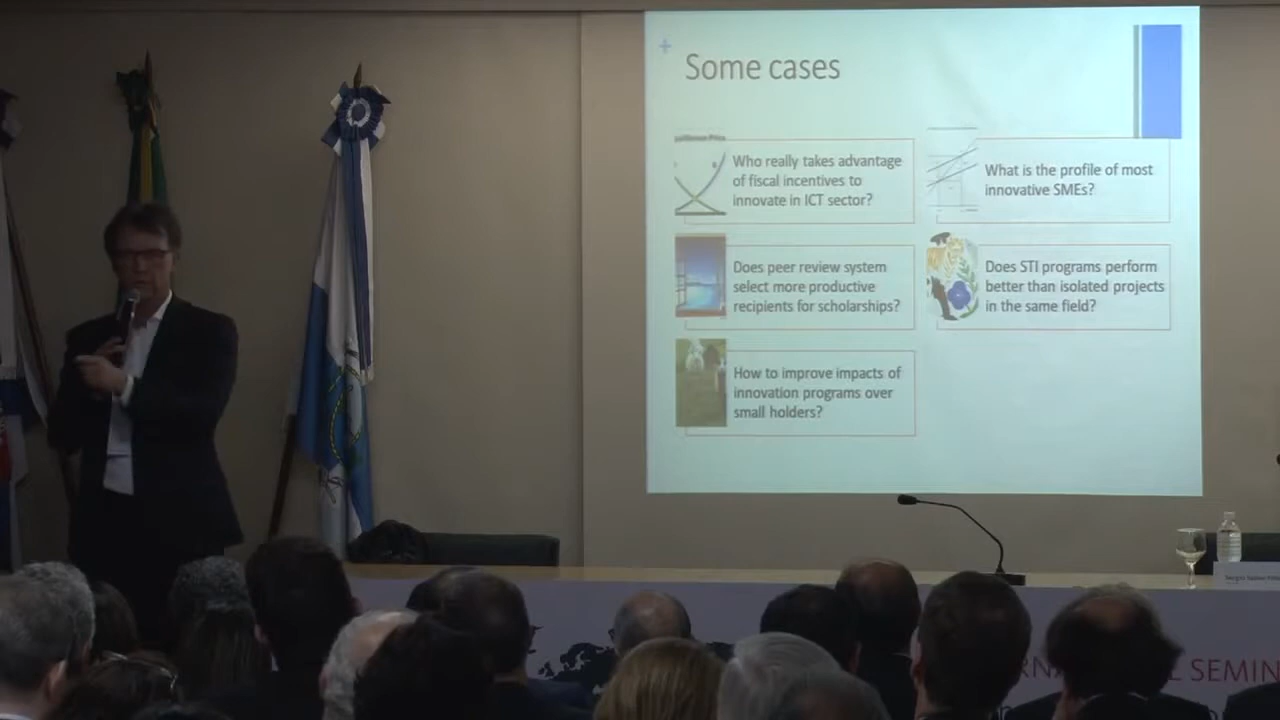 Some cases
Who really takes advantage
of fiscal incentives to
innovate in ICT sector?
What is the profile of most
innovative SMEs?
Does peer review system
select more productive
recipients for scholarships?
Does STI programs perform
better than isolated projects
in the same field?
How to improve impacts of
innovation programs over
small holders?
SEMIN